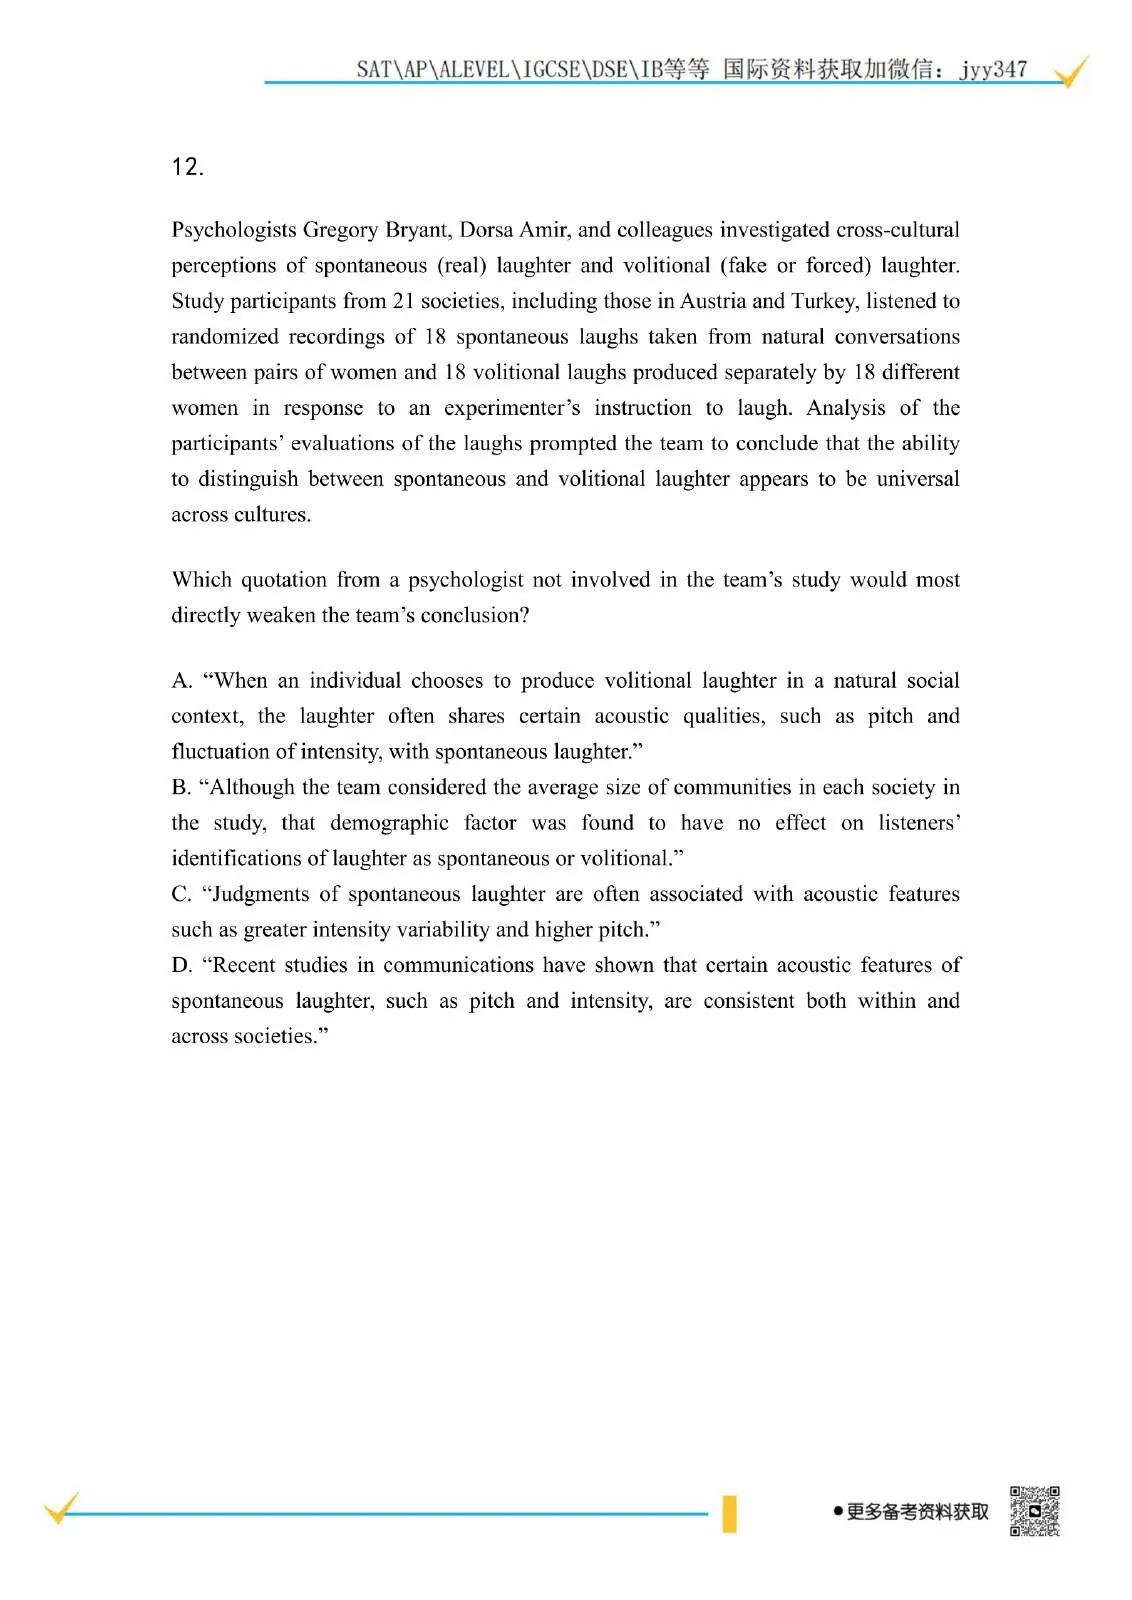 SAT\AP\ALEVEL\IGCSE\DSE\IB等等 国际资料获取加微信：jyy347
12.
Psychologists Gregory Bryant, Dorsa Amir, and colleagues investigated cross-cultural
perceptions of spontaneous (real) laughter and volitional (fake or forced) laughter.
Study participants from 21 societies, including those in Austria and Turkey, listened to
randomized recordings of 18 spontaneous laughs taken from natural conversations
between pairs of women and 18 volitional laughs produced separately by 18 different
women in response to an experimenter’s instruction to laugh. Analysis of the
participants’ evaluations of the laughs prompted the team to conclude that the ability
to distinguish between spontaneous and volitional laughter appears to be universal
across cultures.
Which quotation from a psychologist not involved in the team’s study would most
directly weaken the team’s conclusion?
A. “When an individual chooses to produce volitional laughter in a natural social
context, the laughter often shares certain acoustic qualities, such as pitch and
fluctuation of intensity, with spontaneous laughter.”
B. “Although the team considered the average size of communities in each society in
the study, that demographic factor was found to have no effect on listeners’
identifications of laughter as spontaneous or volitional.”
C. “Judgments of spontaneous laughter are often associated with acoustic features
such as greater intensity variability and higher pitch.”
D. “Recent studies in communications have shown that certain acoustic features of
spontaneous laughter, such as pitch and intensity, are consistent both within and
across societies.”
●更多备考资料获取